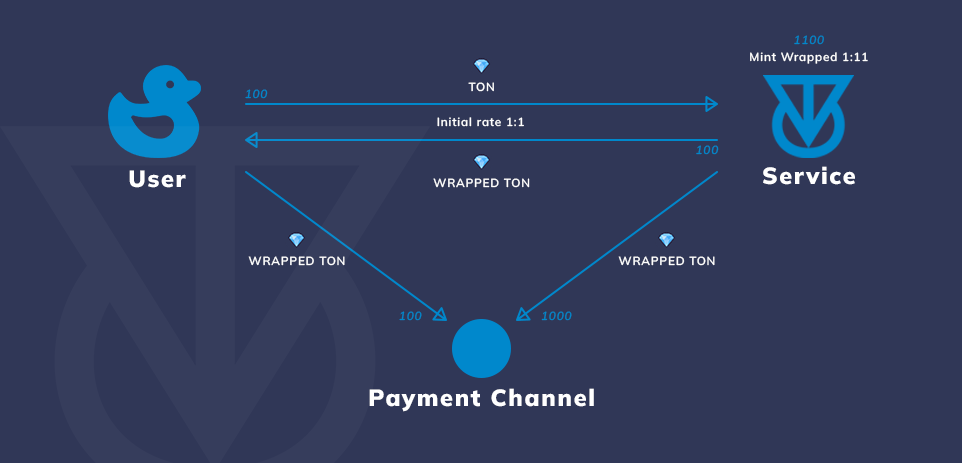 1100
Mint Wrapped 1:11
TON
100
Initial rate 1:1
100
WRAPPED TON
User
Service
WRAPPED TON
WRAPPED TON
100
1000
Payment Channel